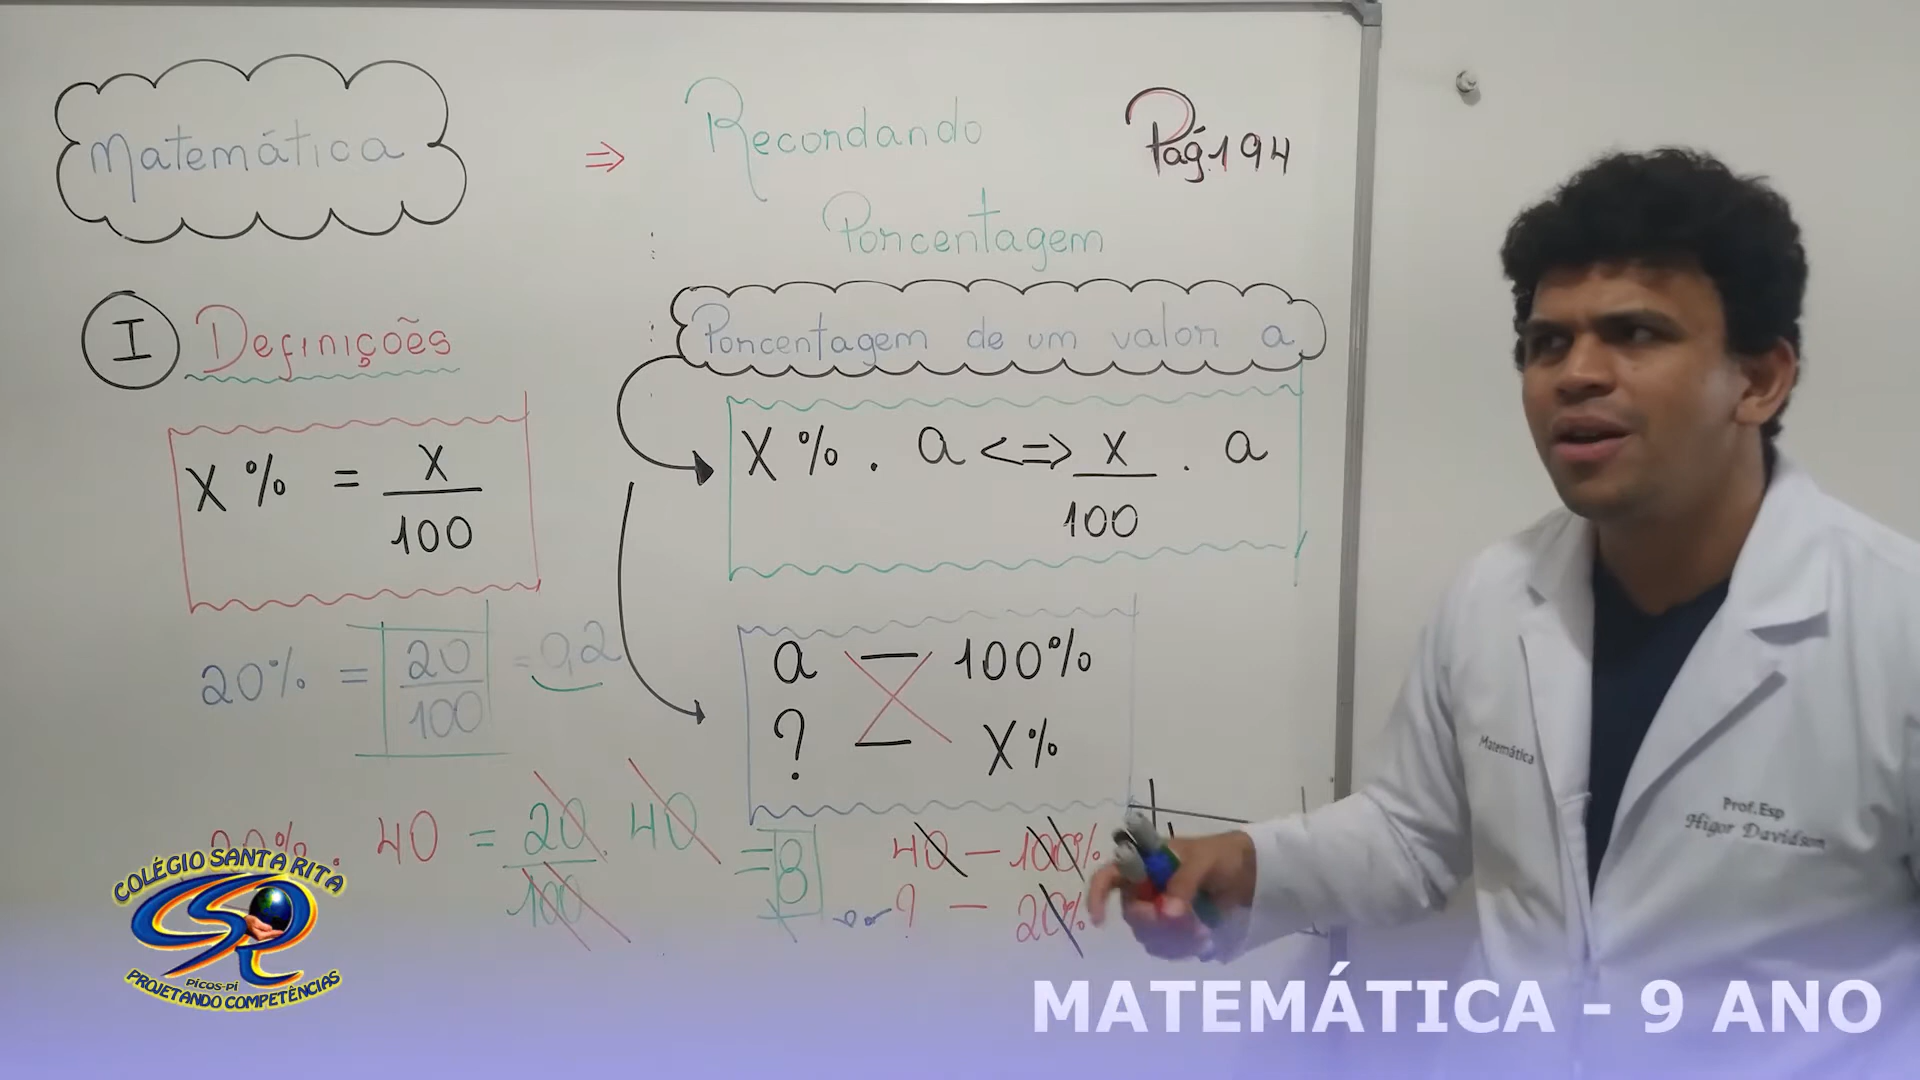 Matemática
⇒ Recordando Pág.194
Porcentagem
I Definições
Porcentagem de um valor a
X% = x/100
X% . a <=> x/100 . a
20% = 20/100 = 0,2
a — 100%
? — X%
20% . 40 = 20/100 . 40 = 8
40 — 100%
? — 20%
Matemática
Prof.Esp
Higor Davidson
COLÉGIO SANTA RITA
PICOS-PI
PROJETANDO COMPETÊNCIAS
MATEMÁTICA - 9 ANO